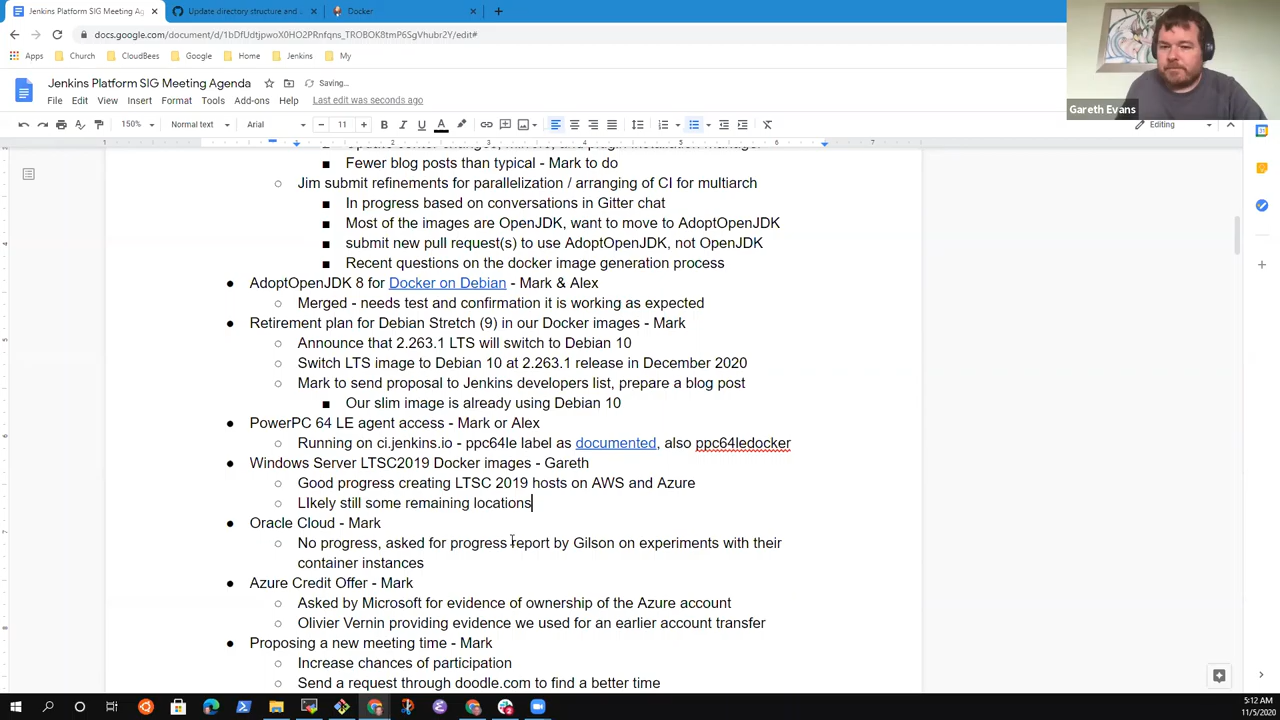 Jenkins Platform SIG Meeting Ag
Update directory structure and
Docker
docs.google.com/document/d/1bDfUdtjpwoX0HO2PRnfqns_TROBOK8tmP6SgVhubr2Y/edit#
Apps
Church
CloudBees
Google
Home
Jenkins
My
Gareth Evans
Jenkins Platform SIG Meeting Agenda
Saving...
File Edit View Insert Format Tools Add-ons Help Last edit was seconds ago
150% Normal text Arial 11 Editing
1 2 3 4 5 6 7
Fewer blog posts than typical - Mark to do
Jim submit refinements for parallelization / arranging of CI for multiarch
In progress based on conversations in Gitter chat
Most of the images are OpenJDK, want to move to AdoptOpenJDK
submit new pull request(s) to use AdoptOpenJDK, not OpenJDK
Recent questions on the docker image generation process
AdoptOpenJDK 8 for Docker on Debian - Mark & Alex
Merged - needs test and confirmation it is working as expected
Retirement plan for Debian Stretch (9) in our Docker images - Mark
Announce that 2.263.1 LTS will switch to Debian 10
Switch LTS image to Debian 10 at 2.263.1 release in December 2020
Mark to send proposal to Jenkins developers list, prepare a blog post
Our slim image is already using Debian 10
PowerPC 64 LE agent access - Mark or Alex
Running on ci.jenkins.io - ppc64le label as documented, also ppc64ledocker
Windows Server LTSC2019 Docker images - Gareth
Good progress creating LTSC 2019 hosts on AWS and Azure
LIkely still some remaining locations
Oracle Cloud - Mark
No progress, asked for progress report by Gilson on experiments with their
container instances
Azure Credit Offer - Mark
Asked by Microsoft for evidence of ownership of the Azure account
Olivier Vernin providing evidence we used for an earlier account transfer
Proposing a new meeting time - Mark
Increase chances of participation
Send a request through doodle.com to find a better time
5:12 AM
11/5/2020